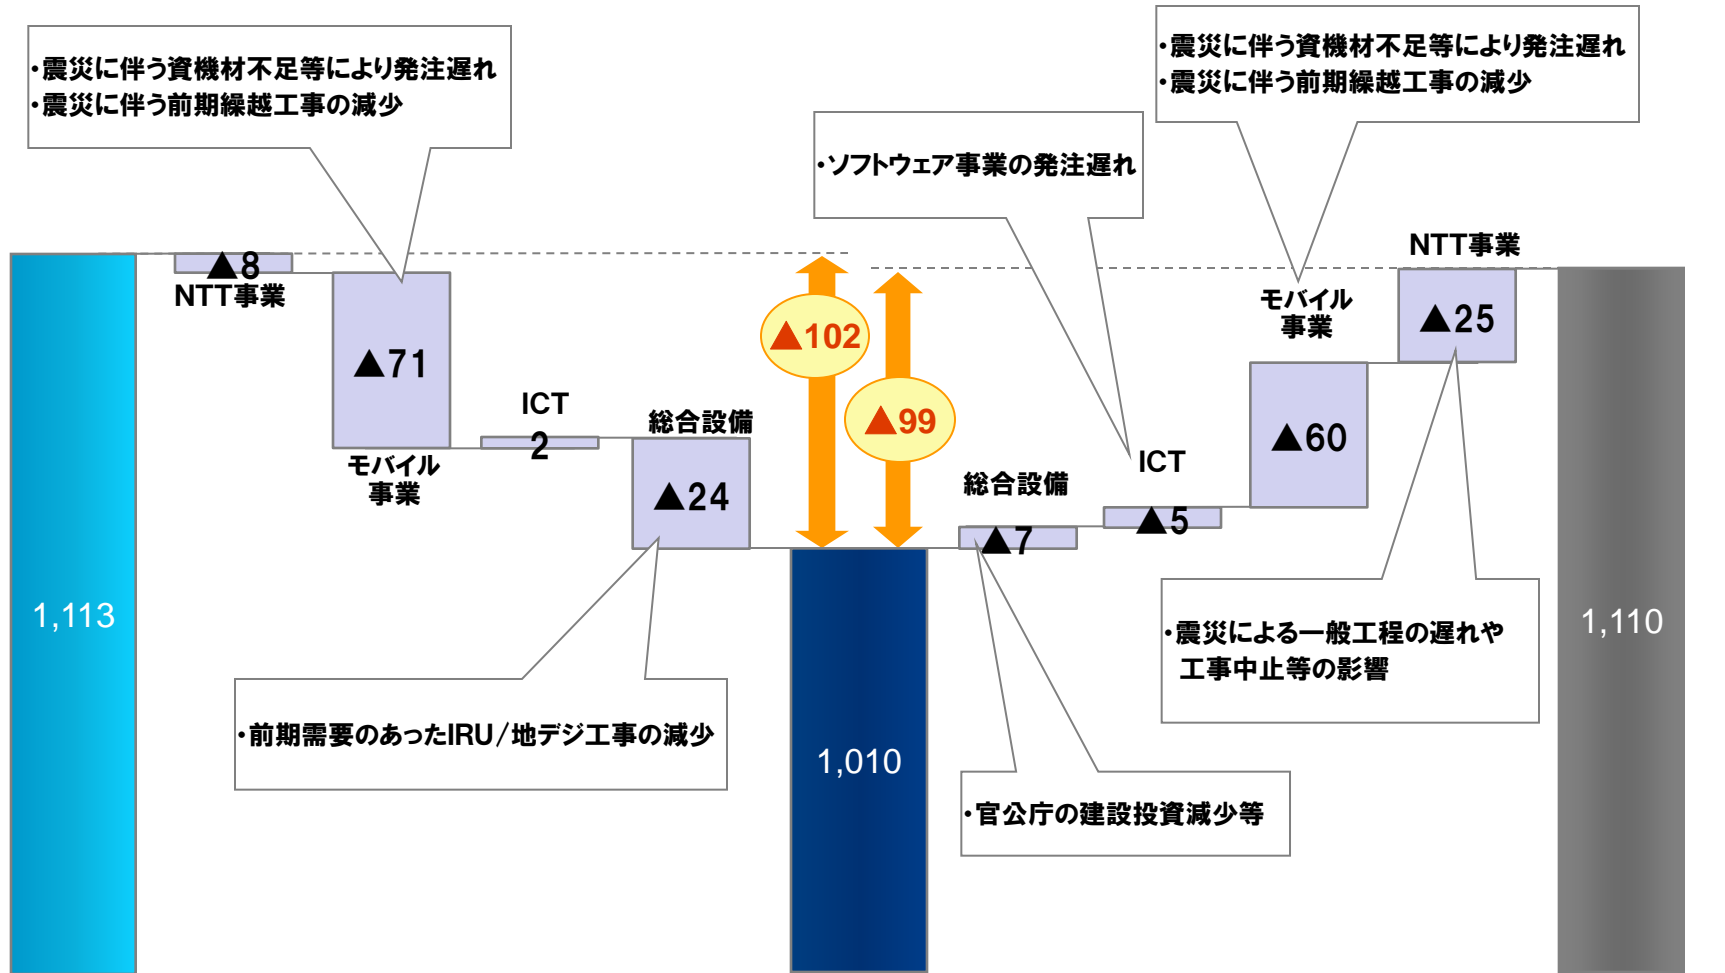 ・震災に伴う資機材不足等により発注遅れ
・震災に伴う前期繰越工事の減少
・震災に伴う資機材不足等により発注遅れ
・震災に伴う前期繰越工事の減少
・ソフトウェア事業の発注遅れ
▲8
NTT事業
▲71
モバイル
事業
ICT
2
総合設備
▲24
▲102
▲99
総合設備
▲7
ICT
▲5
モバイル
事業
▲60
NTT事業
▲25
1,113
1,010
1,110
・前期需要のあったIRU/地デジ工事の減少
・官公庁の建設投資減少等
・震災による一般工程の遅れや
工事中止等の影響